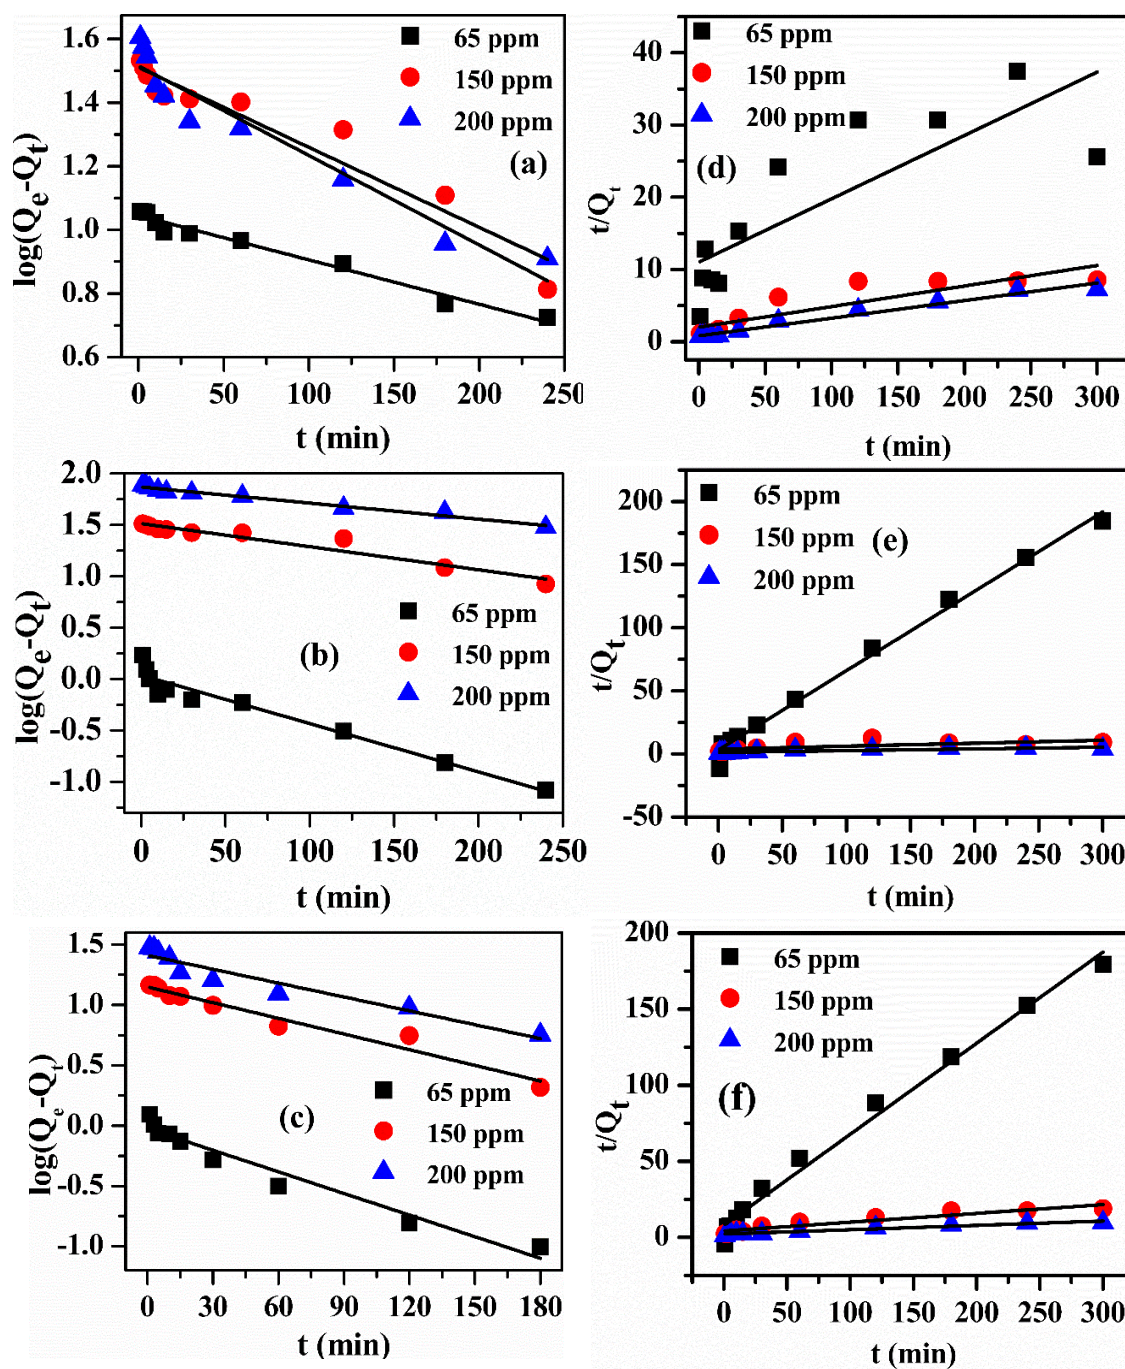 1.6
1.4
1.2
1.0
0.8
0.6
log(Qe-Qt)
65 ppm
150 ppm
200 ppm
(a)
0 50 100 150 200 250
t (min)
40
30
20
10
0
t/Qt
65 ppm
150 ppm
200 ppm
(d)
0 50 100 150 200 250 300
t (min)
2.0
1.5
1.0
0.5
0.0
-0.5
-1.0
log(Qe-Qt)
65 ppm
150 ppm
200 ppm
(b)
0 50 100 150 200 250
t (min)
200
150
100
50
0
-50
t/Qt
65 ppm
150 ppm
200 ppm
(e)
0 50 100 150 200 250 300
t (min)
1.5
1.0
0.5
0.0
-0.5
-1.0
log(Qe-Qt)
65 ppm
150 ppm
200 ppm
(c)
0 30 60 90 120 150 180
t (min)
200
150
100
50
0
t/Qt
65 ppm
150 ppm
200 ppm
(f)
0 50 100 150 200 250 300
t (min)